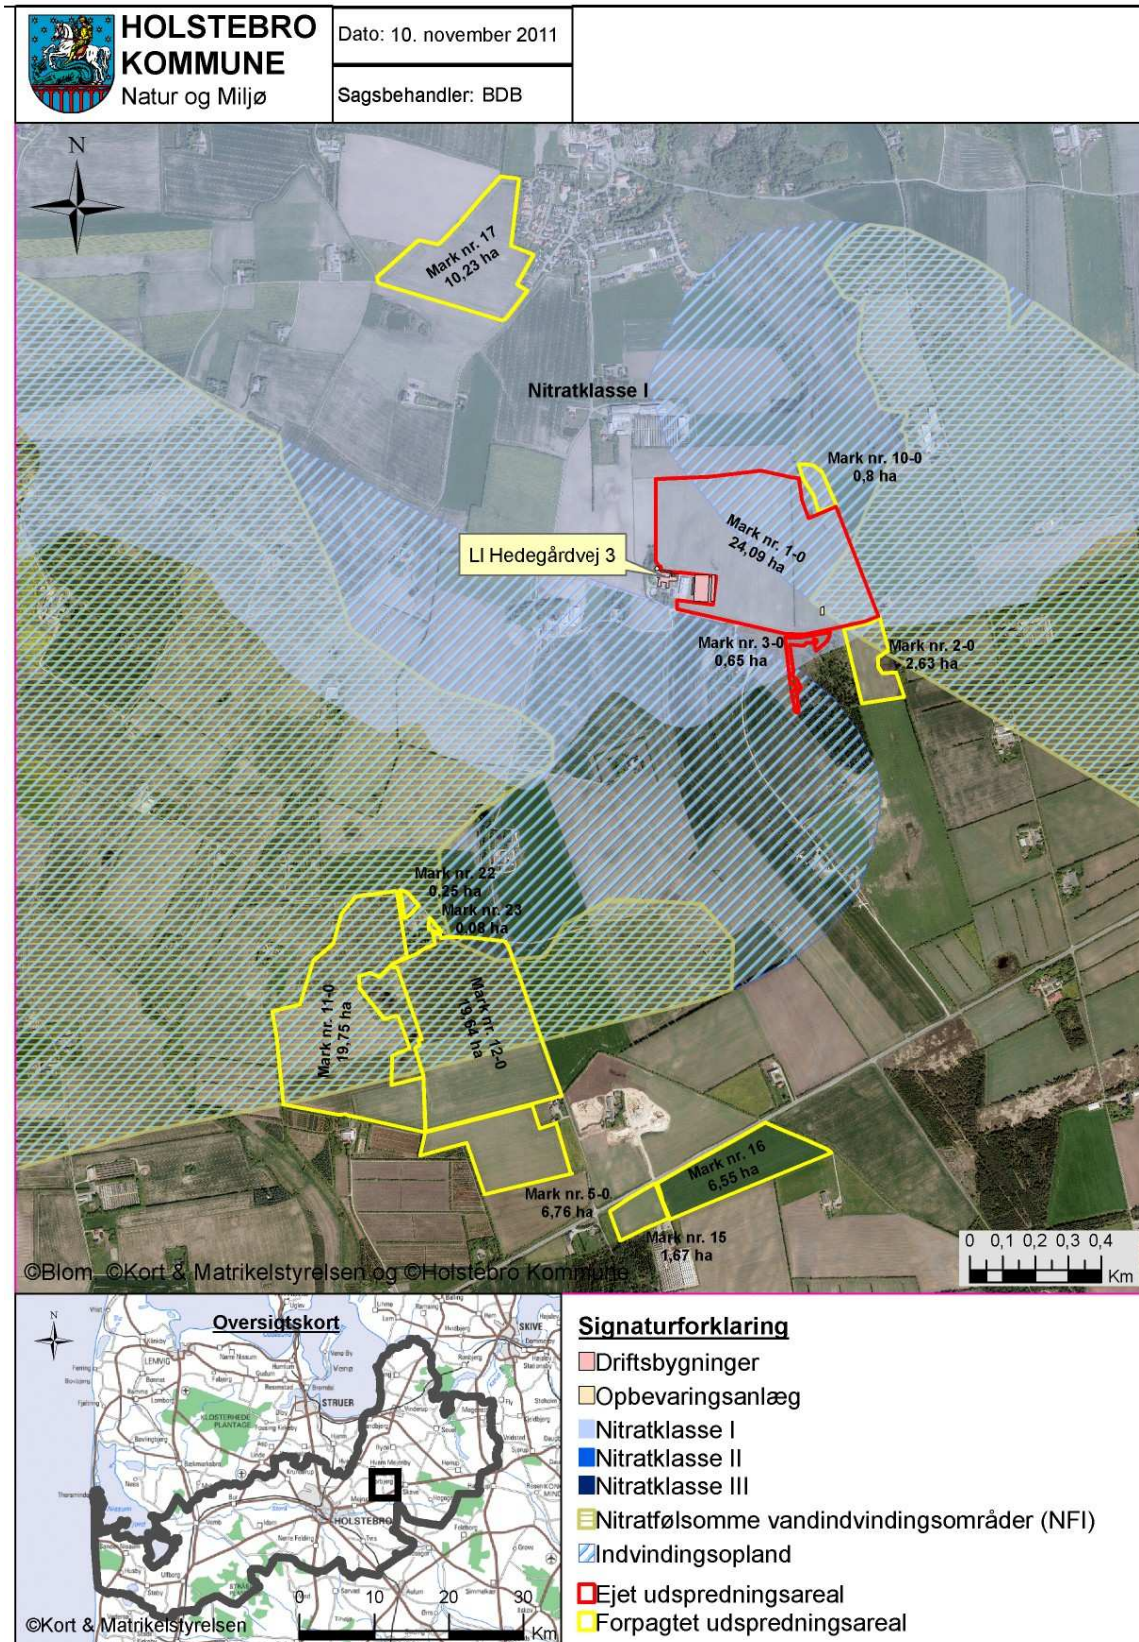 HOLSTEBRO
KOMMUNE
Natur og Miljø
Dato: 10. november 2011
Sagsbehandler: BDB
N
Mark nr. 17
10,23 ha
Nitratklasse I
Mark nr. 10-0
0,8 ha
Mark nr. 1-0
24,09 ha
LI Hedegårdvej 3
Mark nr. 3-0
0,65 ha
Mark nr. 2-0
2,63 ha
Mark nr. 22
0,25 ha
Mark nr. 23
0,08 ha
Mark nr. 11-0
19,75 ha
Mark nr. 12-0
19,64 ha
Mark nr. 16
6,55 ha
Mark nr. 5-0
6,76 ha
Mark nr. 15
1,67 ha
0 0,1 0,2 0,3 0,4
Km
©Blom, ©Kort & Matrikelstyrelsen og ©Holstebro Kommune
N
Oversigtskort
SKIVE
LEMVIG
STRUER
KLOSTERHEDE
PLANTAGE
HOLSTEBRO
0 10 20 30
Km
©Kort & Matrikelstyrelsen
Signaturforklaring
Driftsbygninger
Opbevaringsanlæg
Nitratklasse I
Nitratklasse II
Nitratklasse III
Nitratfølsomme vandindvindingsområder (NFI)
Indvindingsopland
Ejet udspredningsareal
Forpagtet udspredningsareal